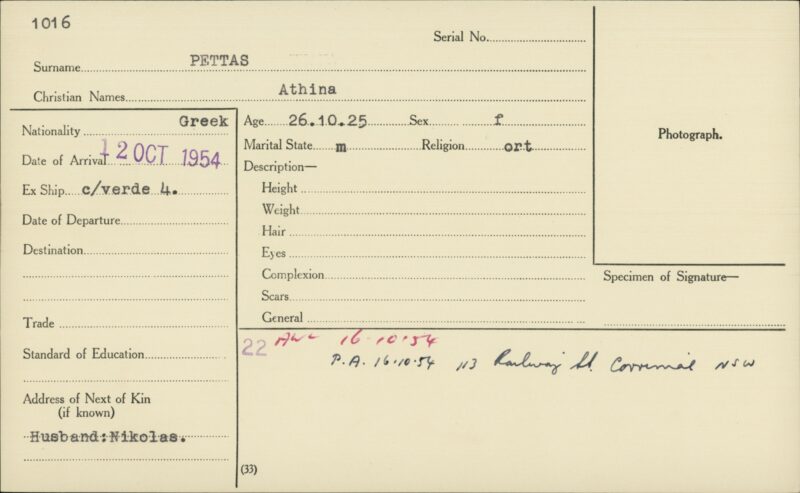 1016
Serial No.
Surname PETTAS
Christian Names Athina
Nationality Greek
Date of Arrival 12 OCT 1954
Ex Ship c/verde 4.
Date of Departure
Destination
Trade
Standard of Education
Address of Next of Kin
(if known)
Husband:Nikolas.
Age 26.10.25 Sex f
Marital State m Religion ort
Description—
Height
Weight
Hair
Eyes
Complexion
Scars
General
Photograph.
Specimen of Signature—
22 AWL 16-10-54
P.A. 16.10.54 113 Railway St. Corrimal NSW
(33)